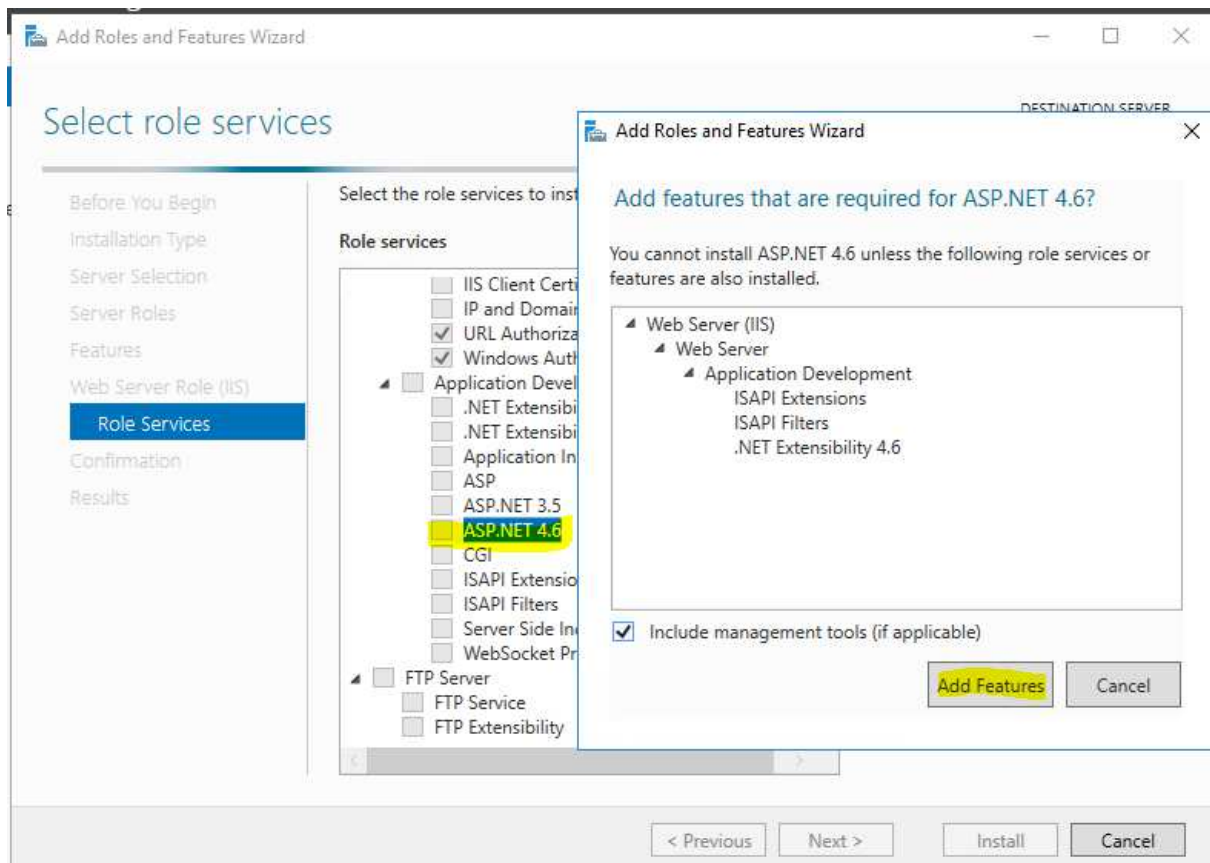 Add Roles and Features Wizard
Select role services
DESTINATION SERVER
Before You Begin
Installation Type
Server Selection
Server Roles
Features
Web Server Role (IIS)
Role Services
Confirmation
Results
Select the role services to inst
Role services
IIS Client Certi
IP and Domain
URL Authoriza
Windows Auth
Application Devel
.NET Extensibi
.NET Extensibi
Application In
ASP
ASP.NET 3.5
ASP.NET 4.6
CGI
ISAPI Extensio
ISAPI Filters
Server Side In
WebSocket Pr
FTP Server
FTP Service
FTP Extensibility
Add Roles and Features Wizard
Add features that are required for ASP.NET 4.6?
You cannot install ASP.NET 4.6 unless the following role services or
features are also installed.
Web Server (IIS)
Web Server
Application Development
ISAPI Extensions
ISAPI Filters
.NET Extensibility 4.6
Include management tools (if applicable)
Add Features
Cancel
< Previous
Next >
Install
Cancel